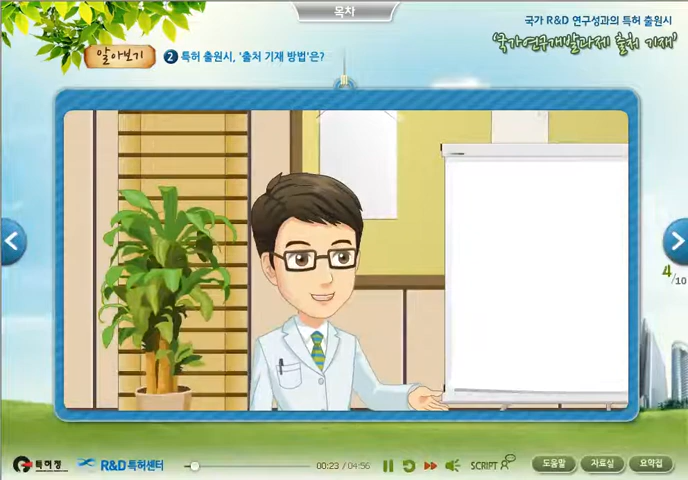 목차
국가 R&D 연구성과의 특허 출원시
'국가연구개발과제 출처 기재'
알아보기
2 특허 출원시, '출처 기재 방법'은?
4/10
특허청
R&D특허센터
00:23 / 04:56
SCRIPT
도움말
자료실
요약집